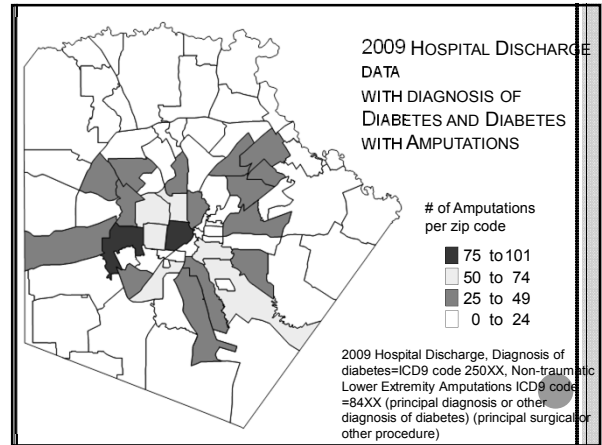 2009 HOSPITAL DISCHARGE
DATA
WITH DIAGNOSIS OF
DIABETES AND DIABETES
WITH AMPUTATIONS
# of Amputations
per zip code
75 to 101
50 to 74
25 to 49
0 to 24
2009 Hospital Discharge, Diagnosis of
diabetes=ICD9 code 250XX, Non-traumatic
Lower Extremity Amputations ICD9 code
=84XX (principal diagnosis or other
diagnosis of diabetes) (principal surgical or
other procedure)